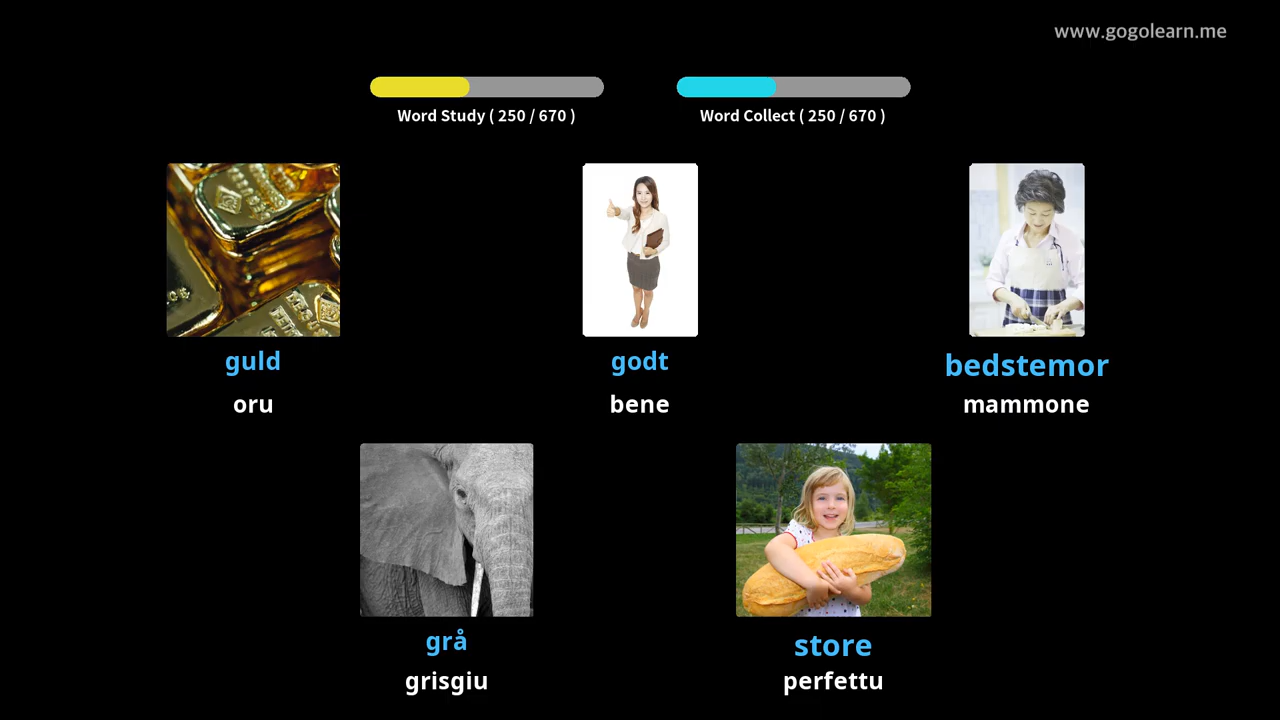 www.gogolearn.me
Word Study ( 250 / 670 )
Word Collect ( 250 / 670 )
guld
oru
godt
bene
bedstemor
mammone
grå
grisgiu
store
perfettu